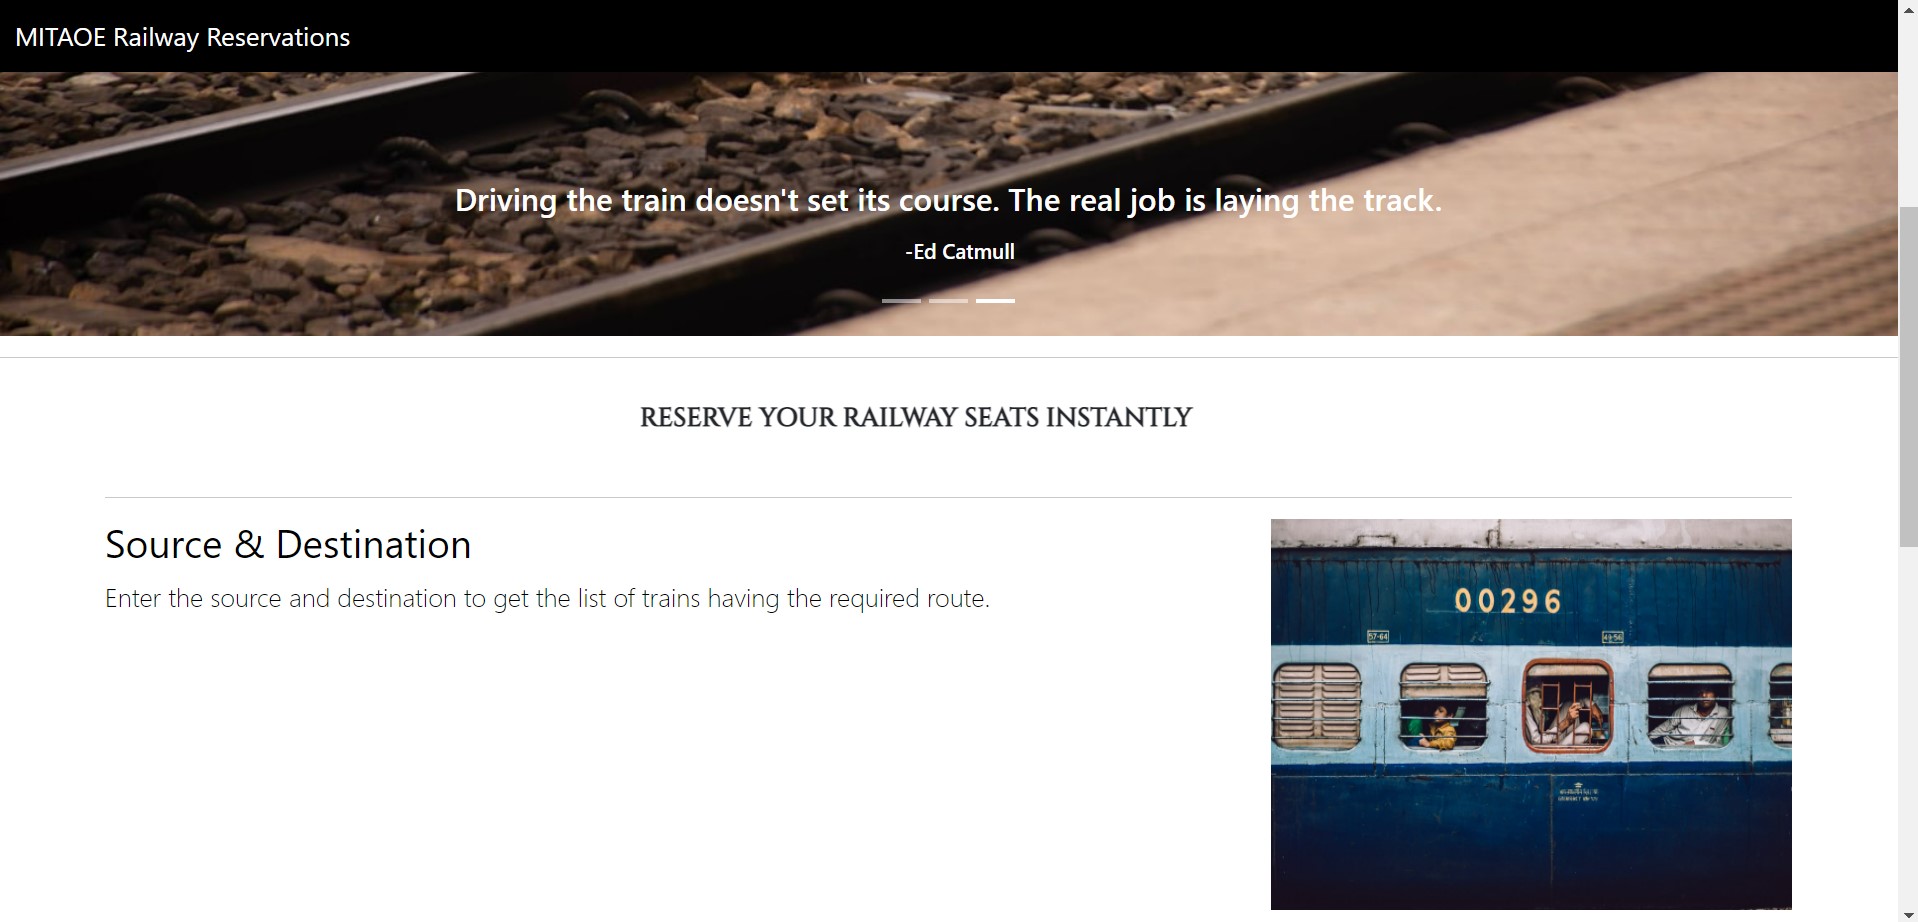 MITAOE Railway Reservations
Driving the train doesn't set its course. The real job is laying the track.
-Ed Catmull
RESERVE YOUR RAILWAY SEATS INSTANTLY
Source & Destination
Enter the source and destination to get the list of trains having the required route.
00296
57-64
49-56